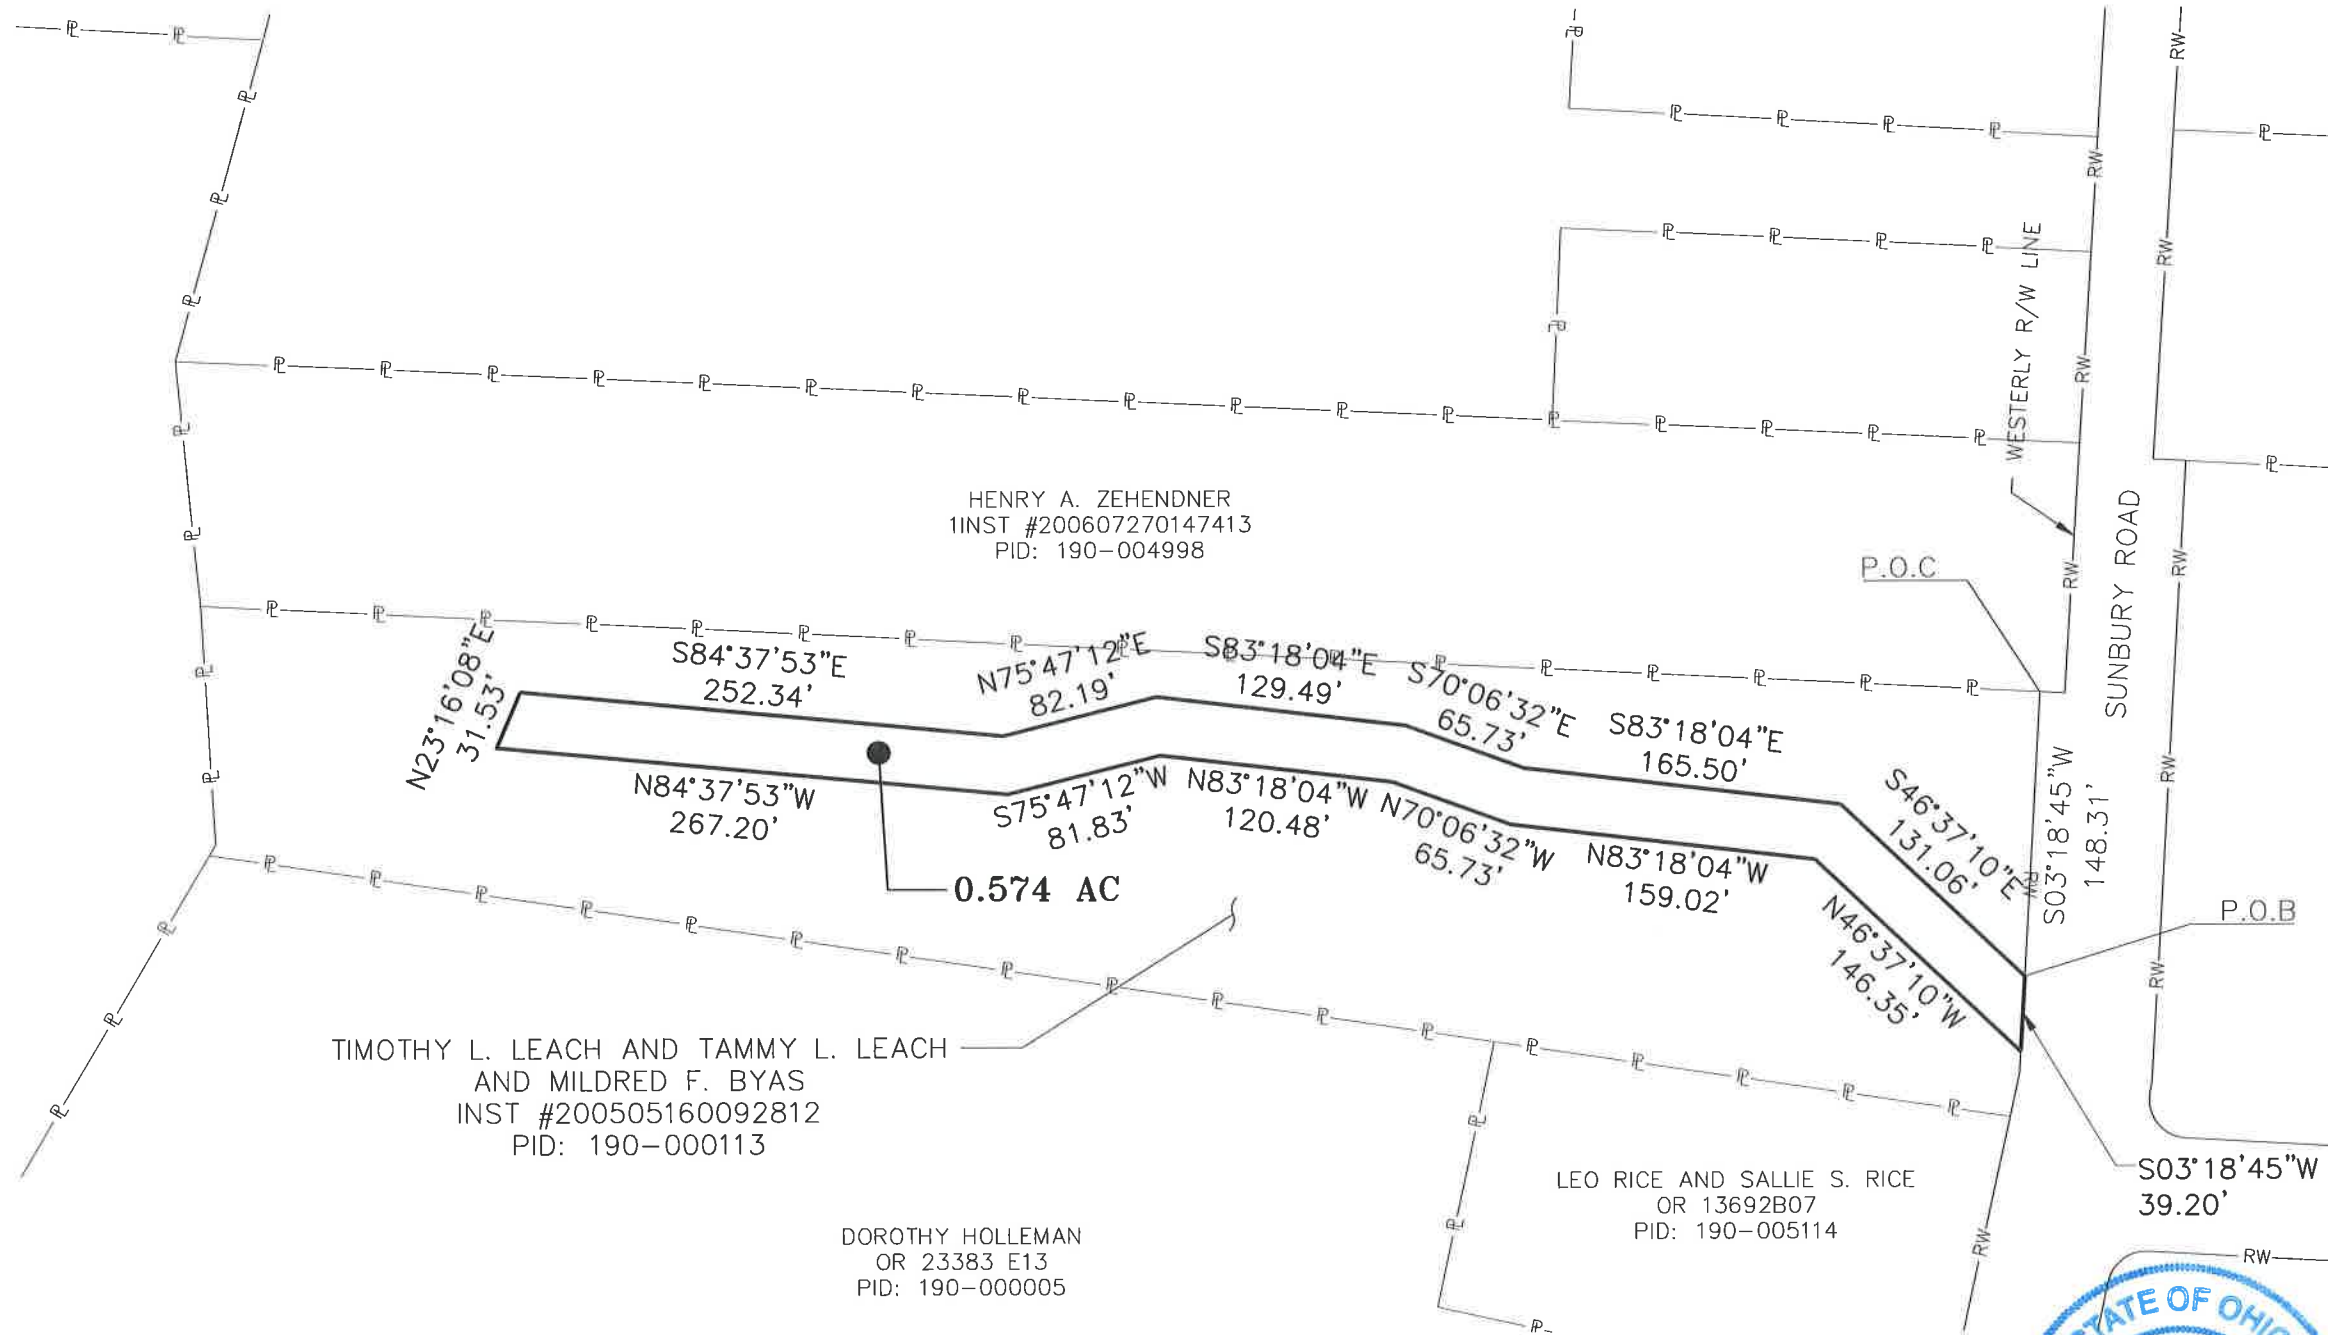 HENRY A. ZEHENDNER
1INST #200607270147413
PID: 190-004998
WESTERLY R/W LINE
SUNBURY ROAD
P.O.C
S84°37'53"E
252.34'
N75°47'12"E
82.19'
S83°18'04"E
129.49'
S70°06'32"E
65.73'
S83°18'04"E
165.50'
S46°37'10"E
131.06'
S03°18'45"W
148.31'
P.O.B
N23°16'08"E
31.53'
N84°37'53"W
267.20'
S75°47'12"W
81.83'
N83°18'04"W
120.48'
N70°06'32"W
65.73'
N83°18'04"W
159.02'
N46°37'10"W
146.35'
0.574 AC
TIMOTHY L. LEACH AND TAMMY L. LEACH
AND MILDRED F. BYAS
INST #200505160092812
PID: 190-000113
S03°18'45"W
39.20'
LEO RICE AND SALLIE S. RICE
OR 13692B07
PID: 190-005114
DOROTHY HOLLEMAN
OR 23383 E13
PID: 190-000005
RW
STATE OF OHIO